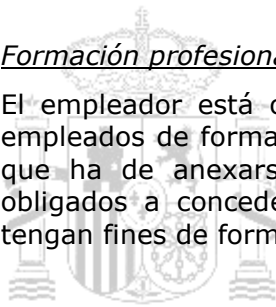 Formación profesiona
El empleador está
empleados de forma
que ha de anexars
obligados a concede
tengan fines de form